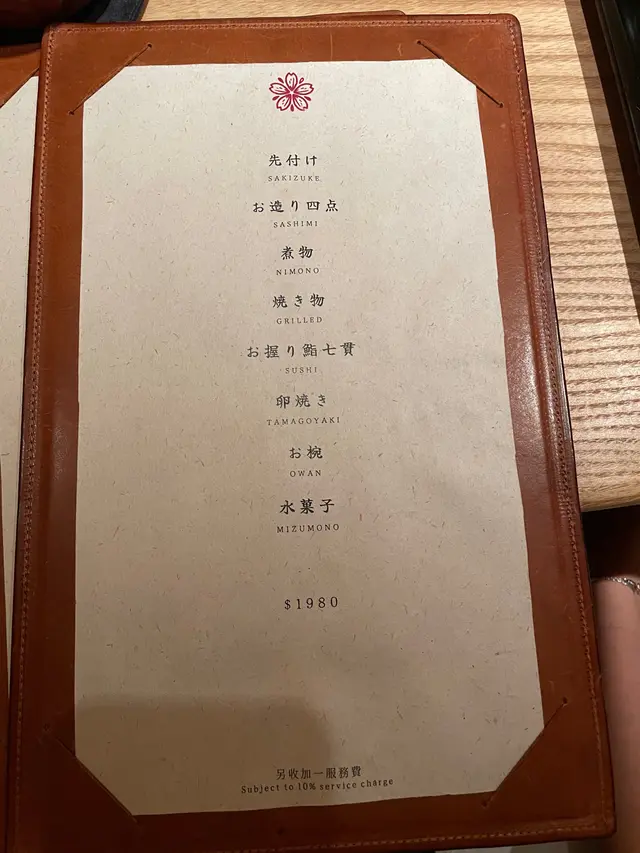 先付け
SAKIZUKE
お造り四点
SASHIMI
煮物
NIMONO
焼き物
GRILLED
お握り鮨七貫
SUSHI
卵焼き
TAMAGOYAKI
お椀
OWAN
水菓子
MIZUMONO
$1980
另收加一服務費
Subject to 10% service charge